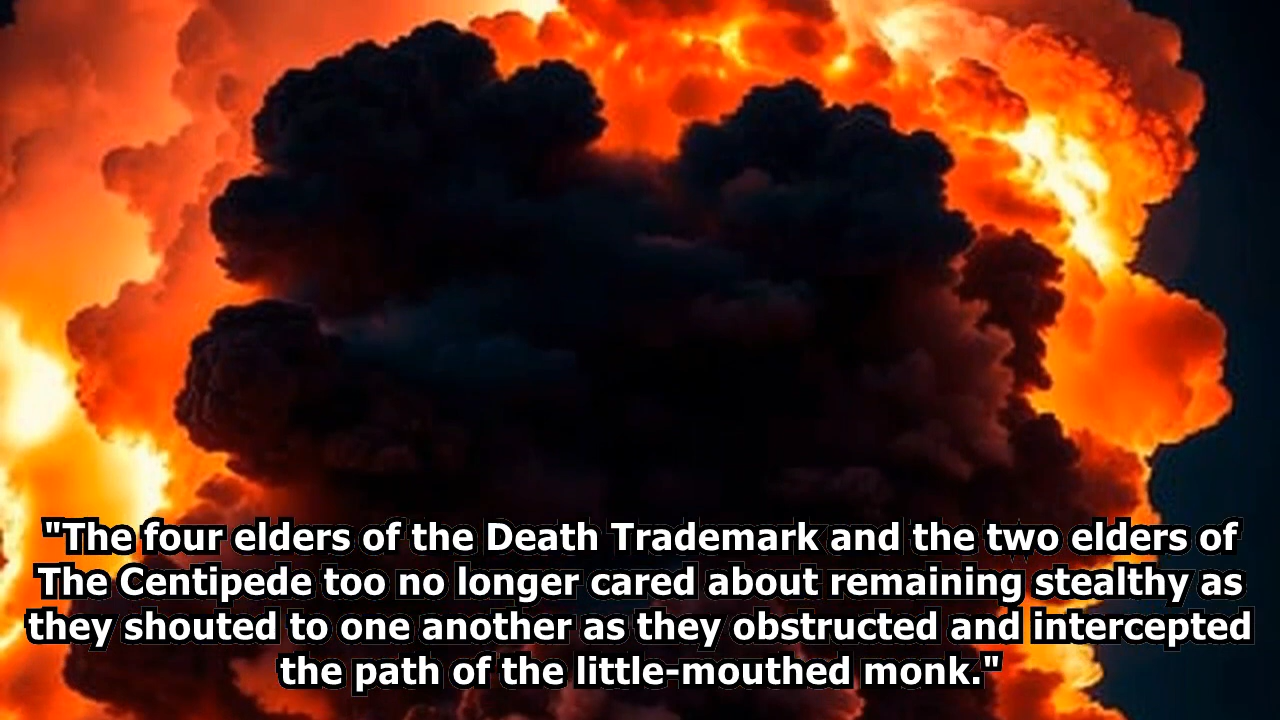 "The four elders of the Death Trademark and the two elders of
The Centipede too no longer cared about remaining stealthy as
they shouted to one another as they obstructed and intercepted
the path of the little-mouthed monk."